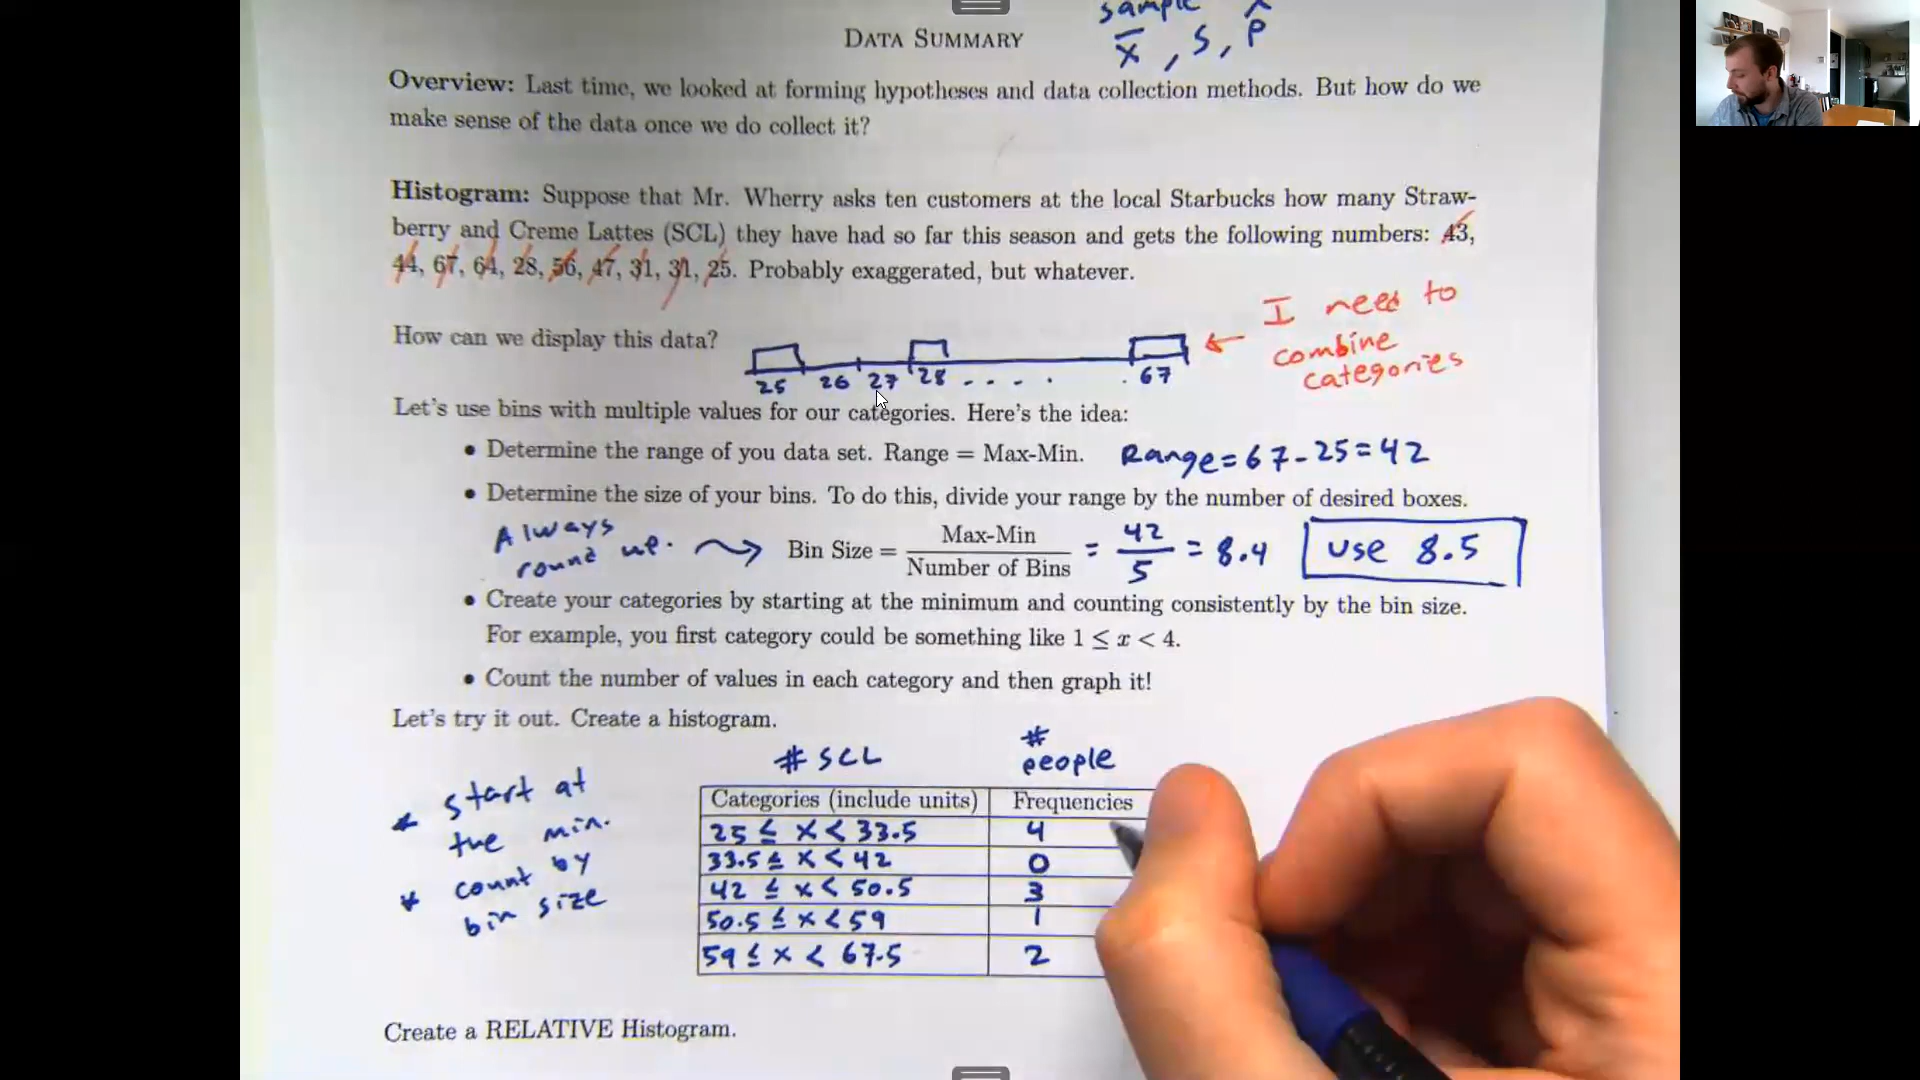 sample
x̄, s, p̂
DATA SUMMARY
Overview: Last time, we looked at forming hypotheses and data collection methods. But how do we
make sense of the data once we do collect it?
Histogram: Suppose that Mr. Wherry asks ten customers at the local Starbucks how many Straw-
berry and Creme Lattes (SCL) they have had so far this season and gets the following numbers: 43,
44, 67, 64, 28, 56, 47, 31, 31, 25. Probably exaggerated, but whatever.
I need to
combine
categories
How can we display this data?
25 26 27 28 . . . . . 67
Let's use bins with multiple values for our categories. Here's the idea:
• Determine the range of you data set. Range = Max-Min. Range = 67-25=42
• Determine the size of your bins. To do this, divide your range by the number of desired boxes.
Always
round up.
Bin Size = Max-Min / Number of Bins = 42/5 = 8.4 use 8.5
• Create your categories by starting at the minimum and counting consistently by the bin size.
For example, you first category could be something like 1 ≤ x < 4.
• Count the number of values in each category and then graph it!
Let's try it out. Create a histogram.
# SCL # people
* start at
the min.
* count by
bin size
Categories (include units) Frequencies
25 ≤ x < 33.5 4
33.5 ≤ x < 42 0
42 ≤ x < 50.5 3
50.5 ≤ x < 59 1
59 ≤ x < 67.5 2
Create a RELATIVE Histogram.